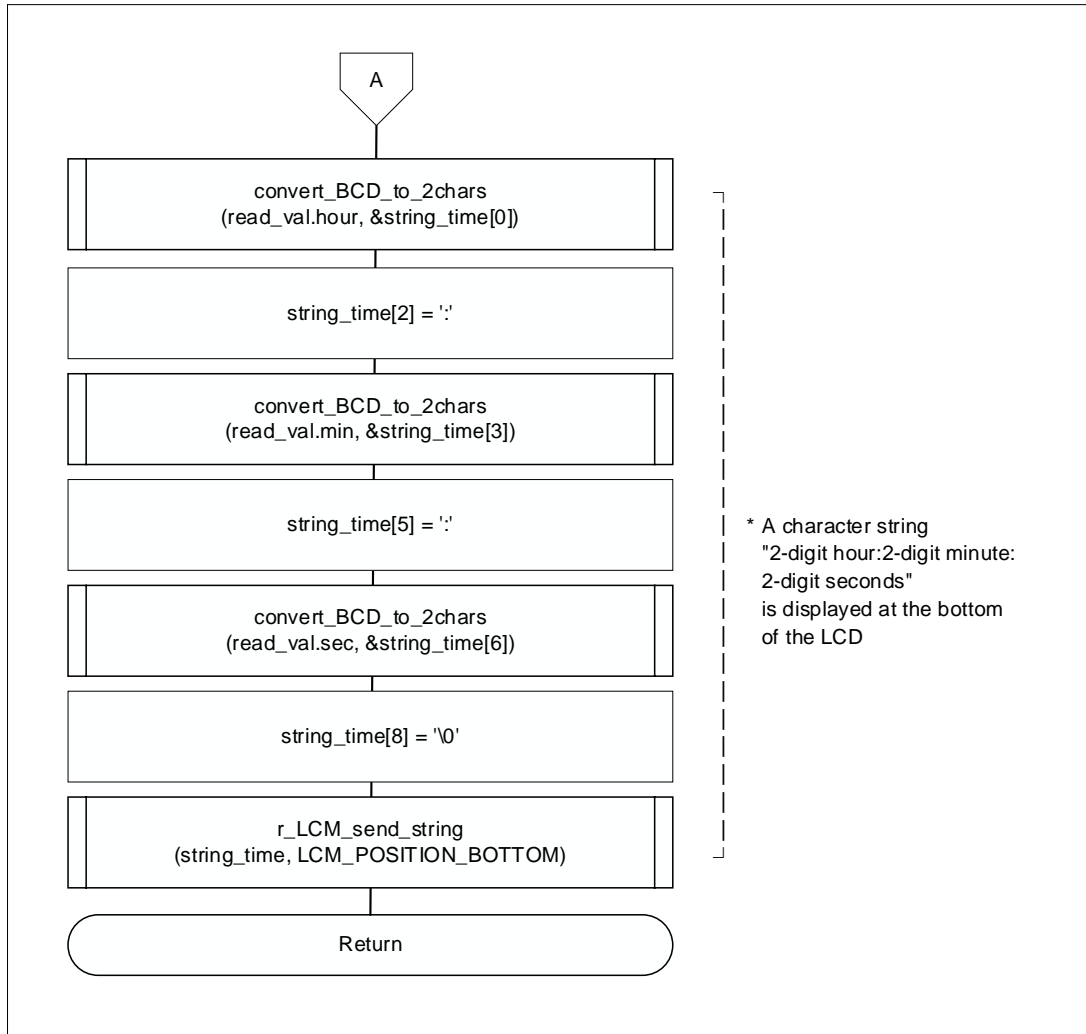 A
convert_BCD_to_2chars
(read_val.hour, &string_time[0])
string_time[2] = ':'
convert_BCD_to_2chars
(read_val.min, &string_time[3])
string_time[5] = ':'
convert_BCD_to_2chars
(read_val.sec, &string_time[6])
string_time[8] = '\0'
r_LCM_send_string
(string_time, LCM_POSITION_BOTTOM)
Return
* A character string
"2-digit hour:2-digit minute:
2-digit seconds"
is displayed at the bottom
of the LCD